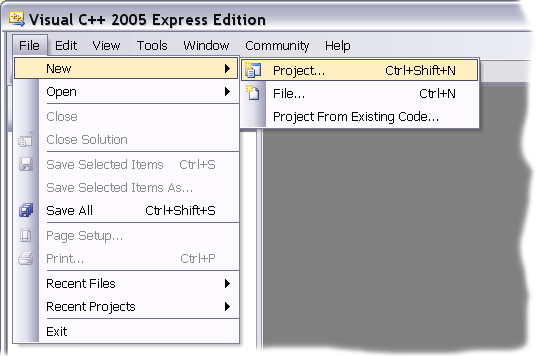 Visual C++ 2005 Express Edition
File Edit View Tools Window Community Help
New
Project... Ctrl+Shift+N
Open
File... Ctrl+N
Close
Project From Existing Code...
Close Solution
Save Selected Items Ctrl+S
Save Selected Items As...
Save All Ctrl+Shift+S
Page Setup...
Print... Ctrl+P
Recent Files
Recent Projects
Exit